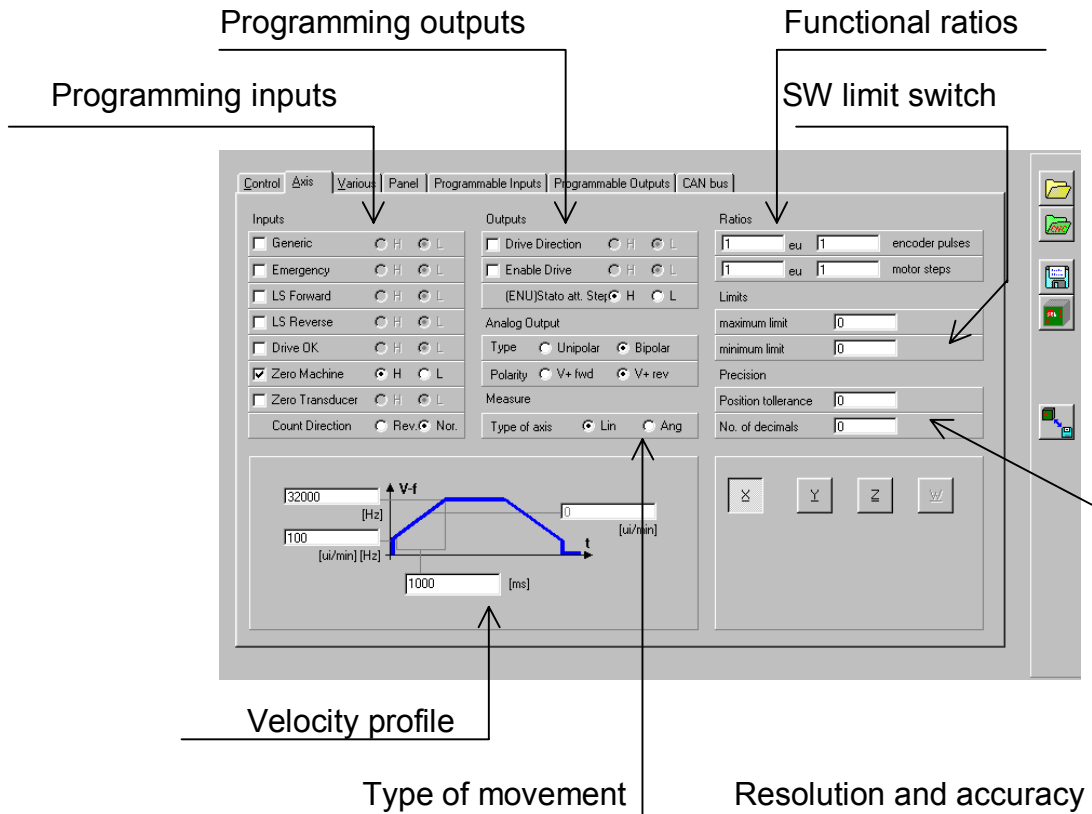 Programming outputs
Functional ratios
Programming inputs
SW limit switch
Control Axis Various Panel Programmable Inputs Programmable Outputs CAN bus
Inputs
Generic H L
Emergency H L
LS Forward H L
LS Reverse H L
Drive OK H L
Zero Machine H L
Zero Transducer H L
Count Direction Rev. Nor.
Outputs
Drive Direction H L
Enable Drive H L
(ENU)Stato att. Step H L
Analog Output
Type Unipolar Bipolar
Polarity V+ fwd V+ rev
Measure
Type of axis Lin Ang
Ratios
1 eu 1 encoder pulses
1 eu 1 motor steps
Limits
maximum limit 0
minimum limit 0
Precision
Position tollerance 0
No. of decimals 0
CNC
32000
[Hz]
V-f
100
[ui/min] [Hz]
0
[ui/min]
t
1000 [ms]
X Y Z W
Velocity profile
Type of movement
Resolution and accuracy